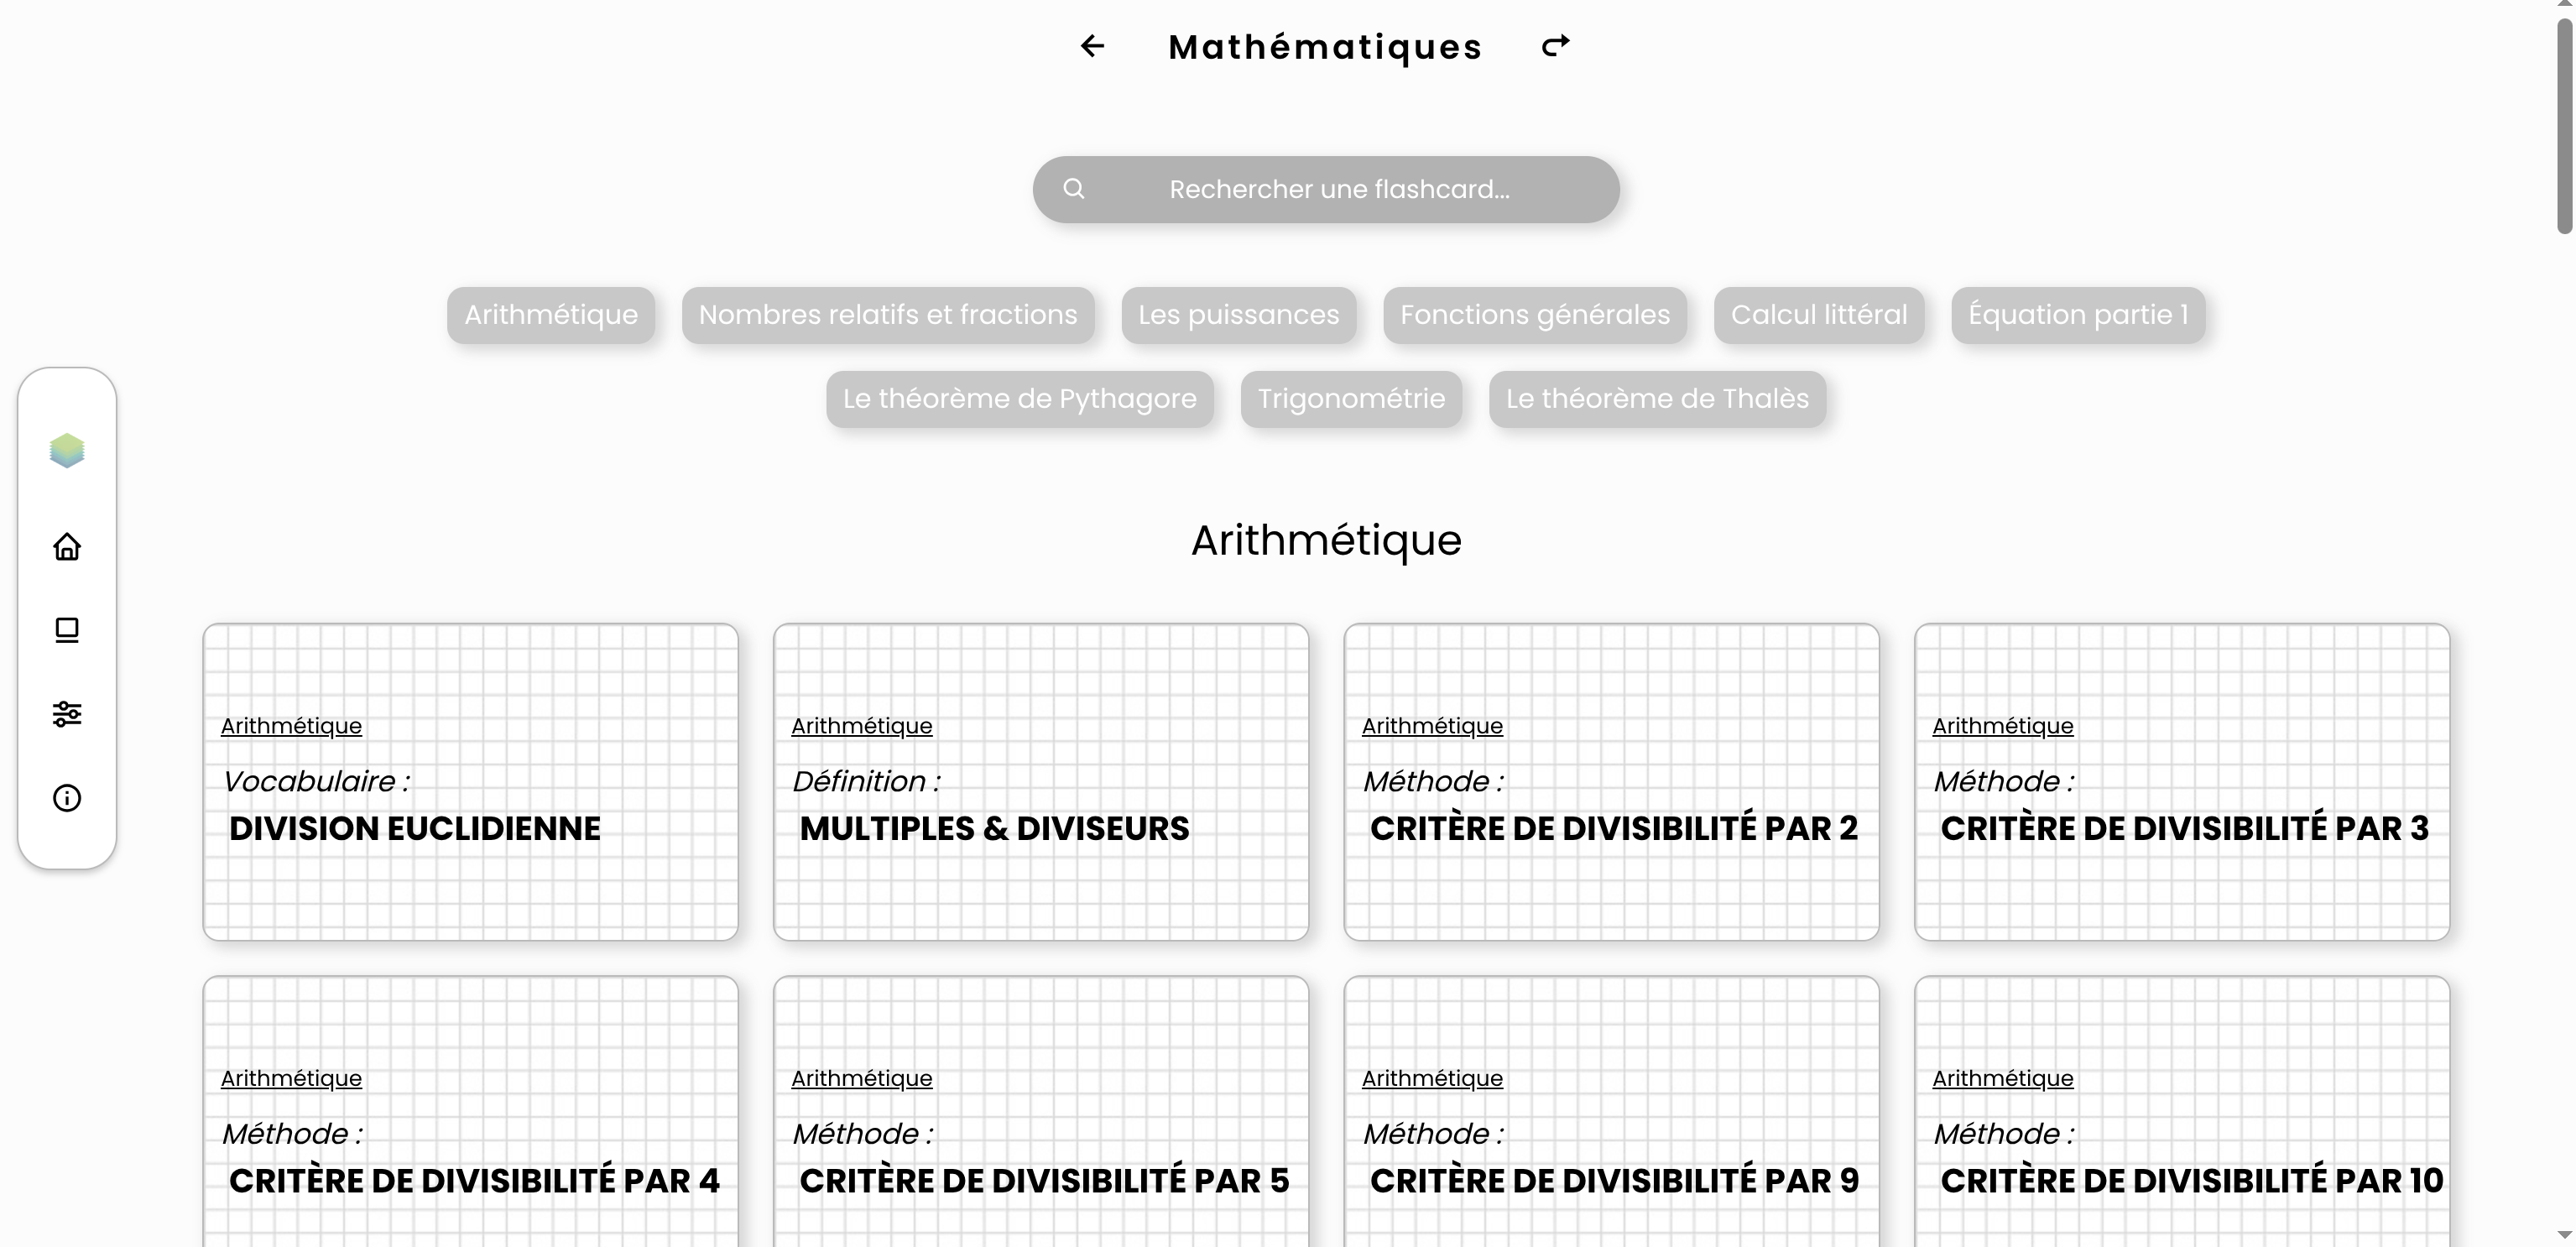 Mathématiques
Rechercher une flashcard...
Arithmétique Nombres relatifs et fractions Les puissances Fonctions générales Calcul littéral Équation partie 1
Le théorème de Pythagore Trigonométrie Le théorème de Thalès
Arithmétique
Arithmétique
Vocabulaire :
DIVISION EUCLIDIENNE
Arithmétique
Définition :
MULTIPLES & DIVISEURS
Arithmétique
Méthode :
CRITÈRE DE DIVISIBILITÉ PAR 2
Arithmétique
Méthode :
CRITÈRE DE DIVISIBILITÉ PAR 3
Arithmétique
Méthode :
CRITÈRE DE DIVISIBILITÉ PAR 4
Arithmétique
Méthode :
CRITÈRE DE DIVISIBILITÉ PAR 5
Arithmétique
Méthode :
CRITÈRE DE DIVISIBILITÉ PAR 9
Arithmétique
Méthode :
CRITÈRE DE DIVISIBILITÉ PAR 10